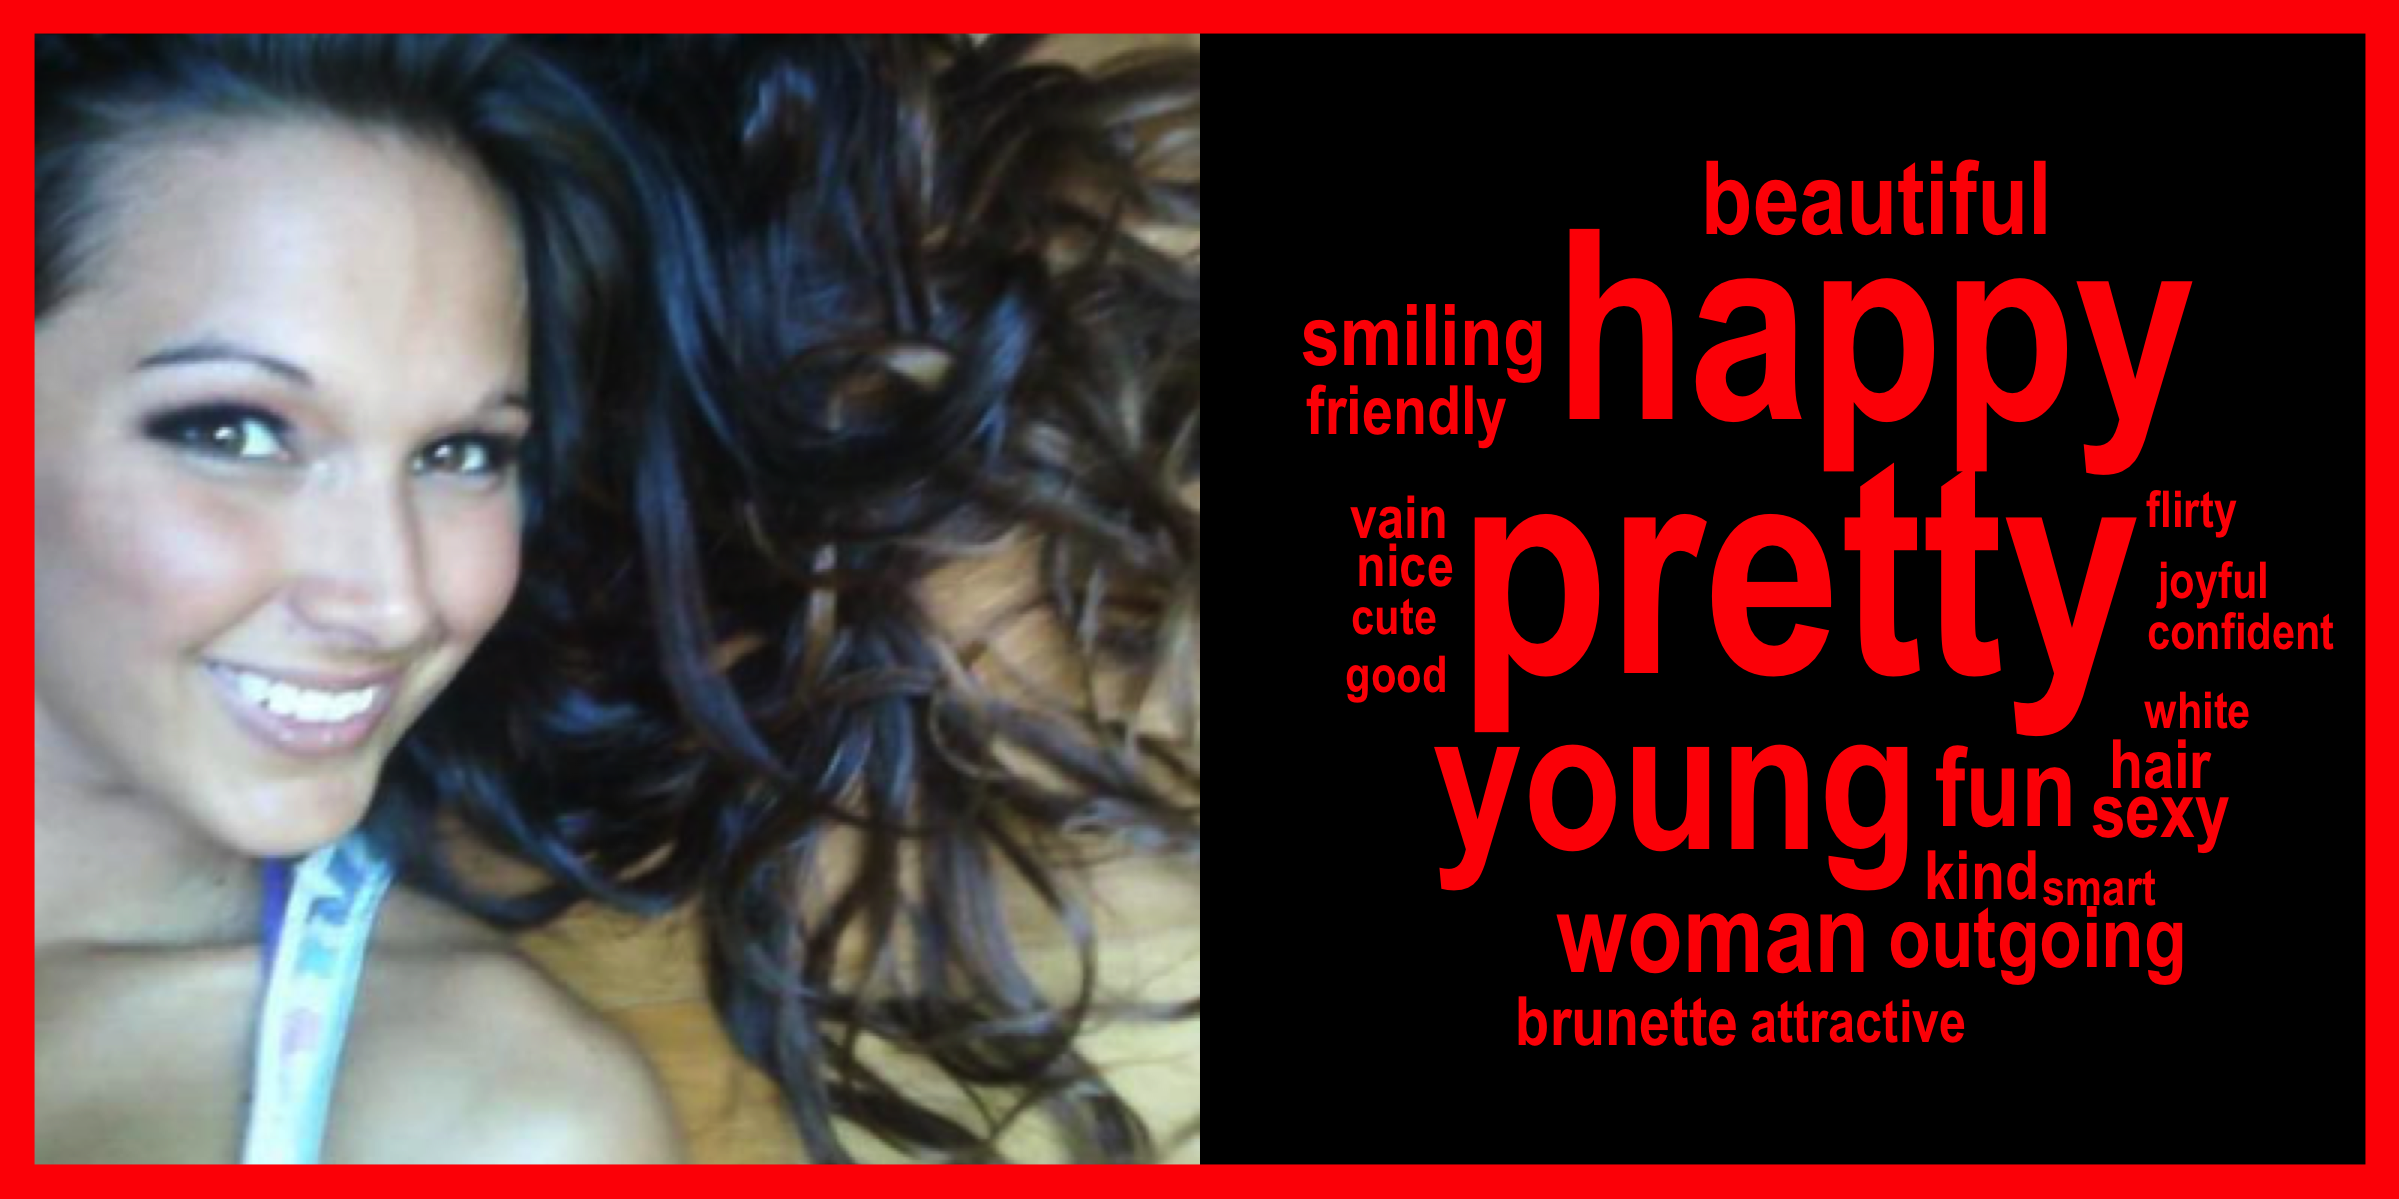 beautiful
happy
smiling
friendly
pretty
vain
nice
cute
good
flirty
joyful
confident
white
young
fun
hair
sexy
kind
smart
woman
outgoing
brunette
attractive